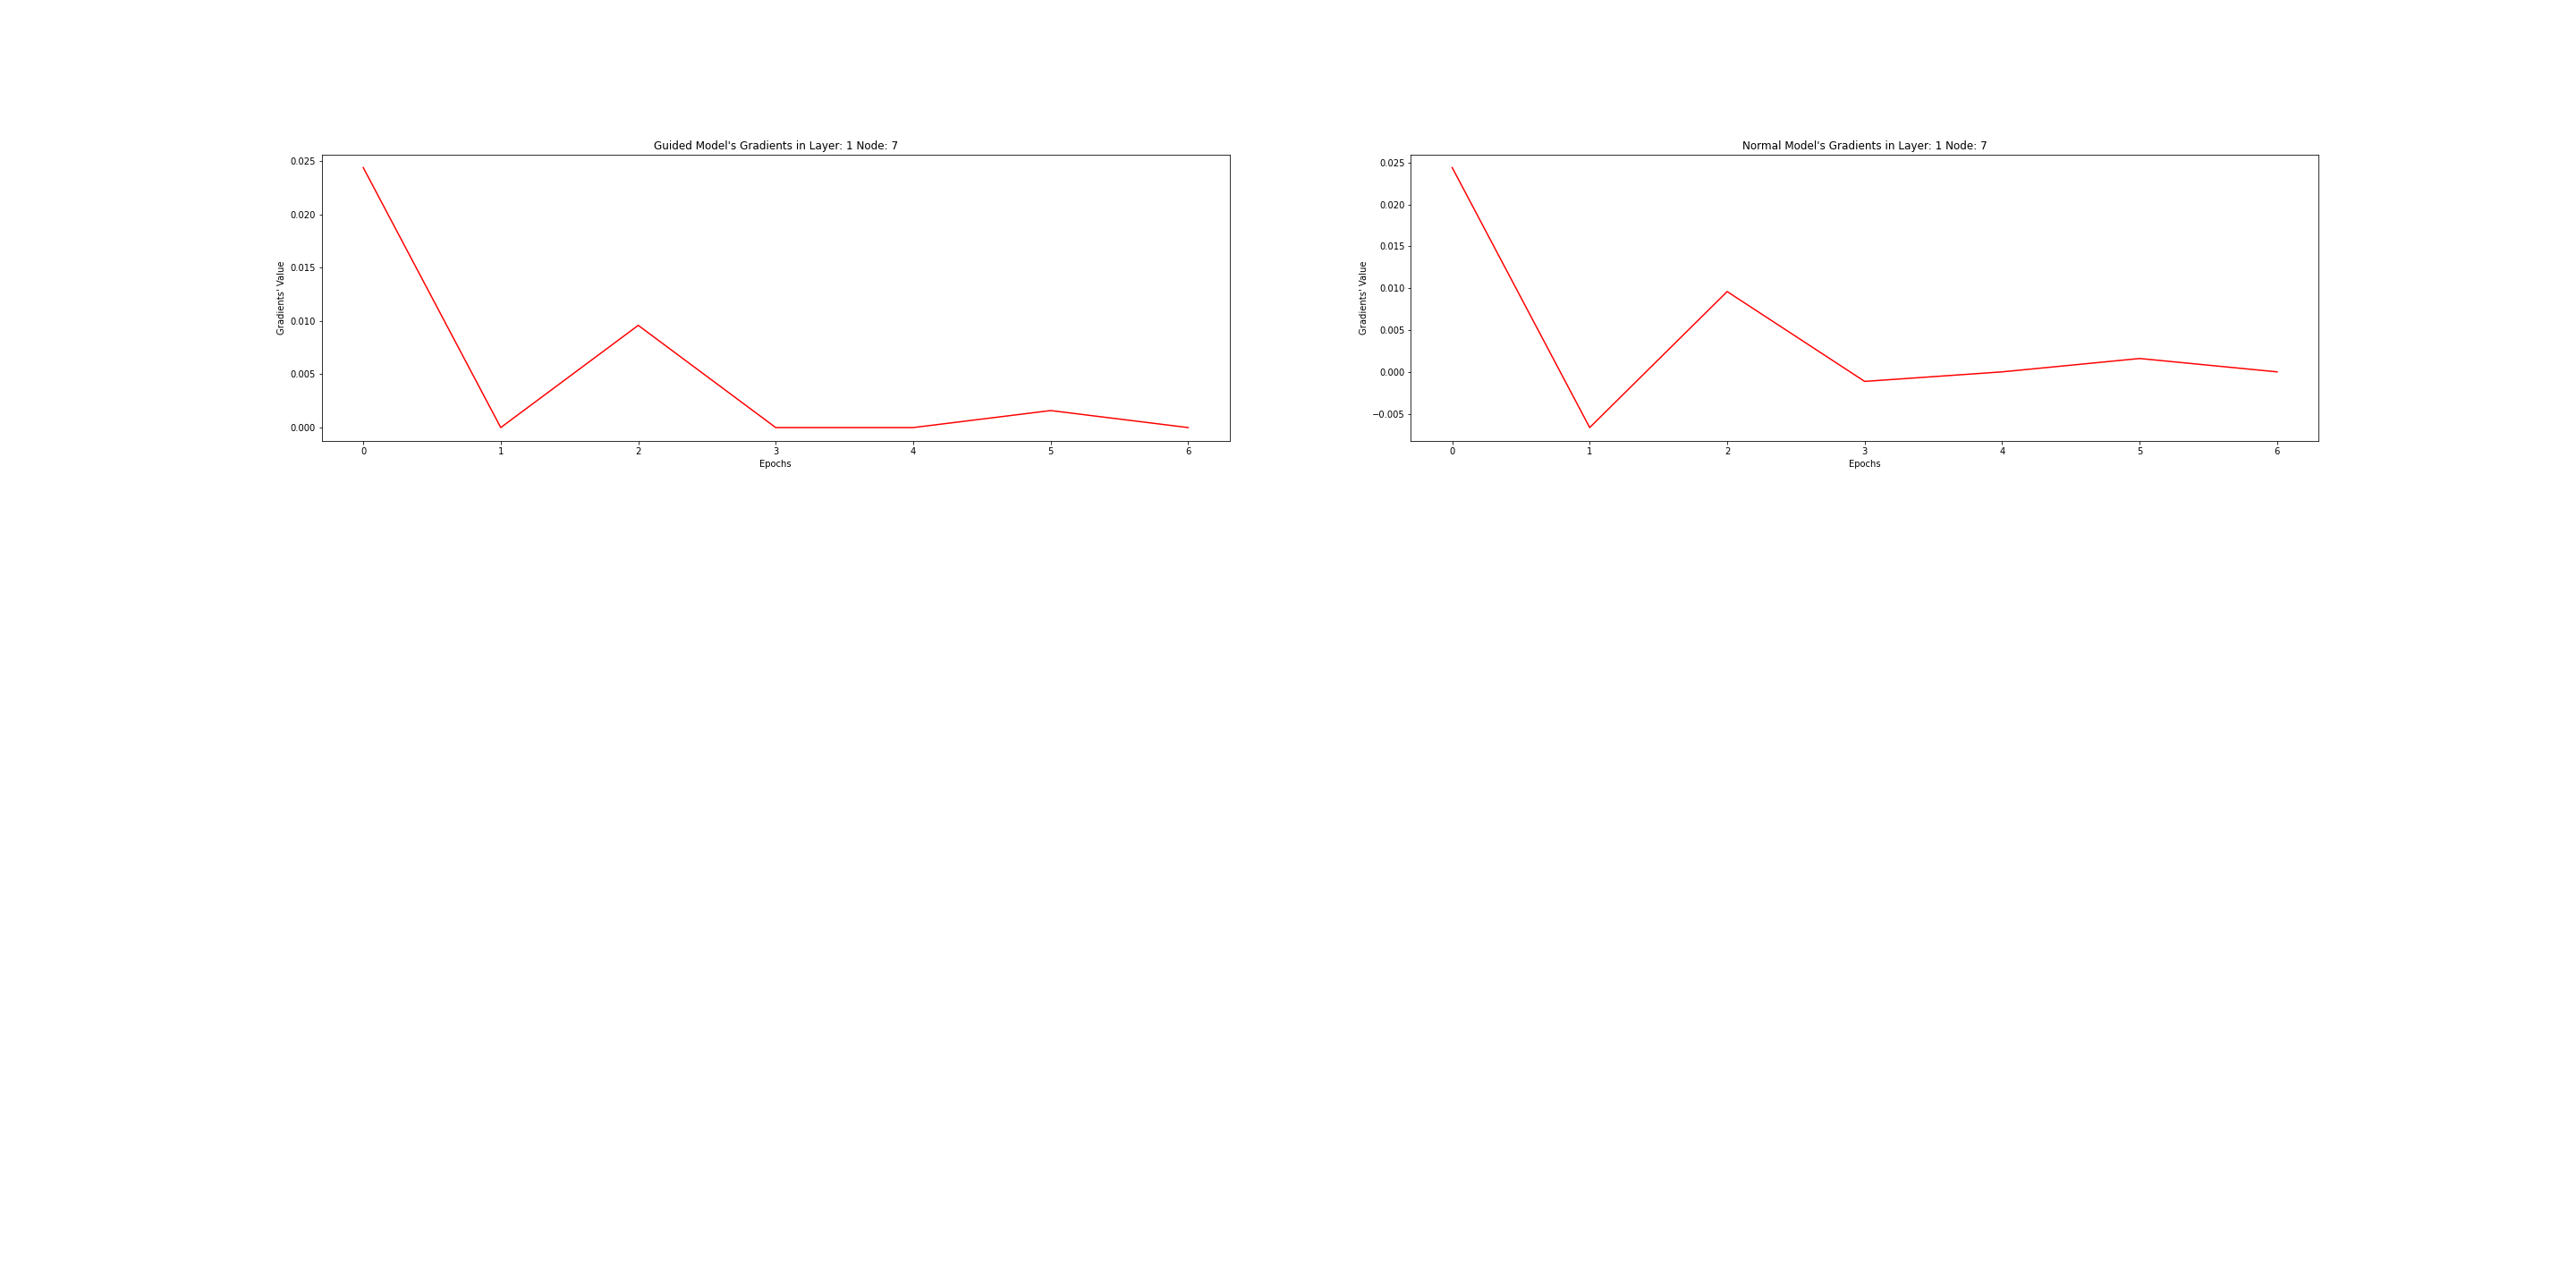 Guided Model's Gradients in Layer: 1 Node: 7
0.025
0.020
0.015
0.010
0.005
0.000
Gradients' Value
0 1 2 3 4 5 6
Epochs
Normal Model's Gradients in Layer: 1 Node: 7
0.025
0.020
0.015
0.010
0.005
0.000
−0.005
Gradients' Value
0 1 2 3 4 5 6
Epochs